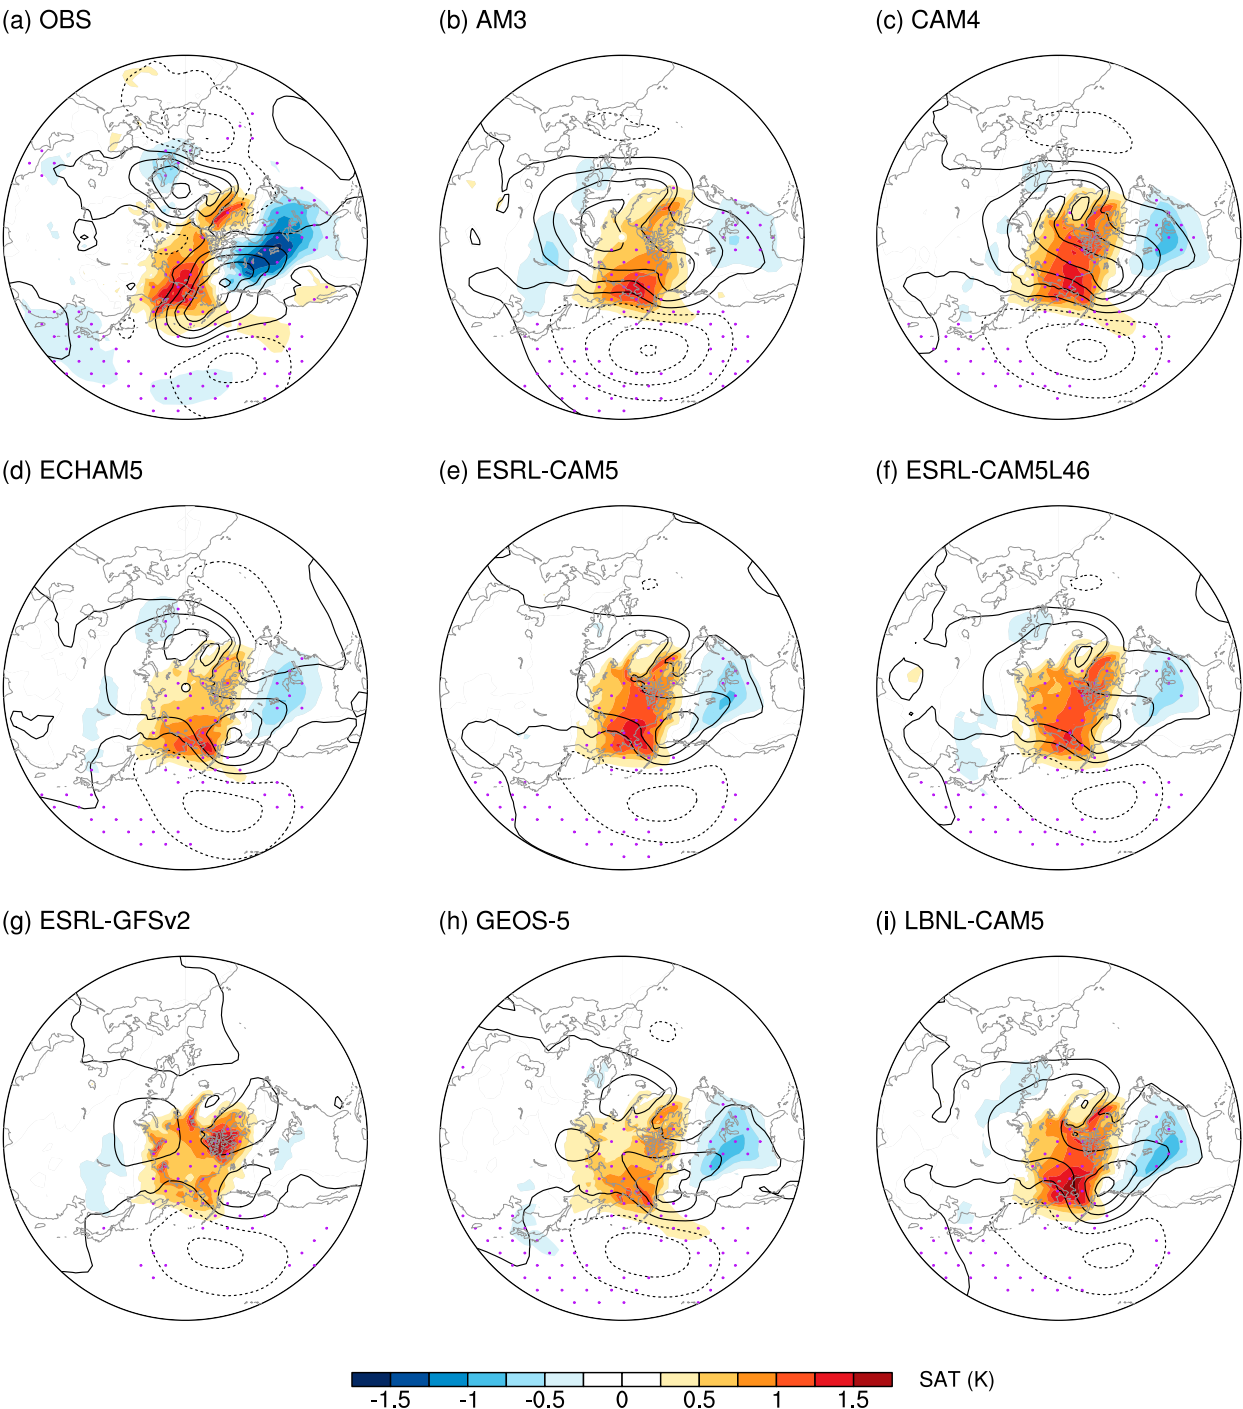 (a) OBS
(b) AM3
(c) CAM4
(d) ECHAM5
(e) ESRL-CAM5
(f) ESRL-CAM5L46
(g) ESRL-GFSv2
(h) GEOS-5
(i) LBNL-CAM5
-1.5 -1 -0.5 0 0.5 1 1.5 SAT (K)